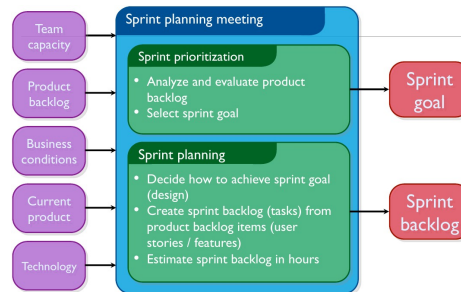 Team
capacity
Product
backlog
Business
conditions
Current
product
Technology
Sprint planning meeting
Sprint prioritization
• Analyze and evaluate product
backlog
• Select sprint goal
Sprint planning
• Decide how to achieve sprint goal
(design)
• Create sprint backlog (tasks) from
product backlog items (user
stories / features)
• Estimate sprint backlog in hours
Sprint
goal
Sprint
backlog